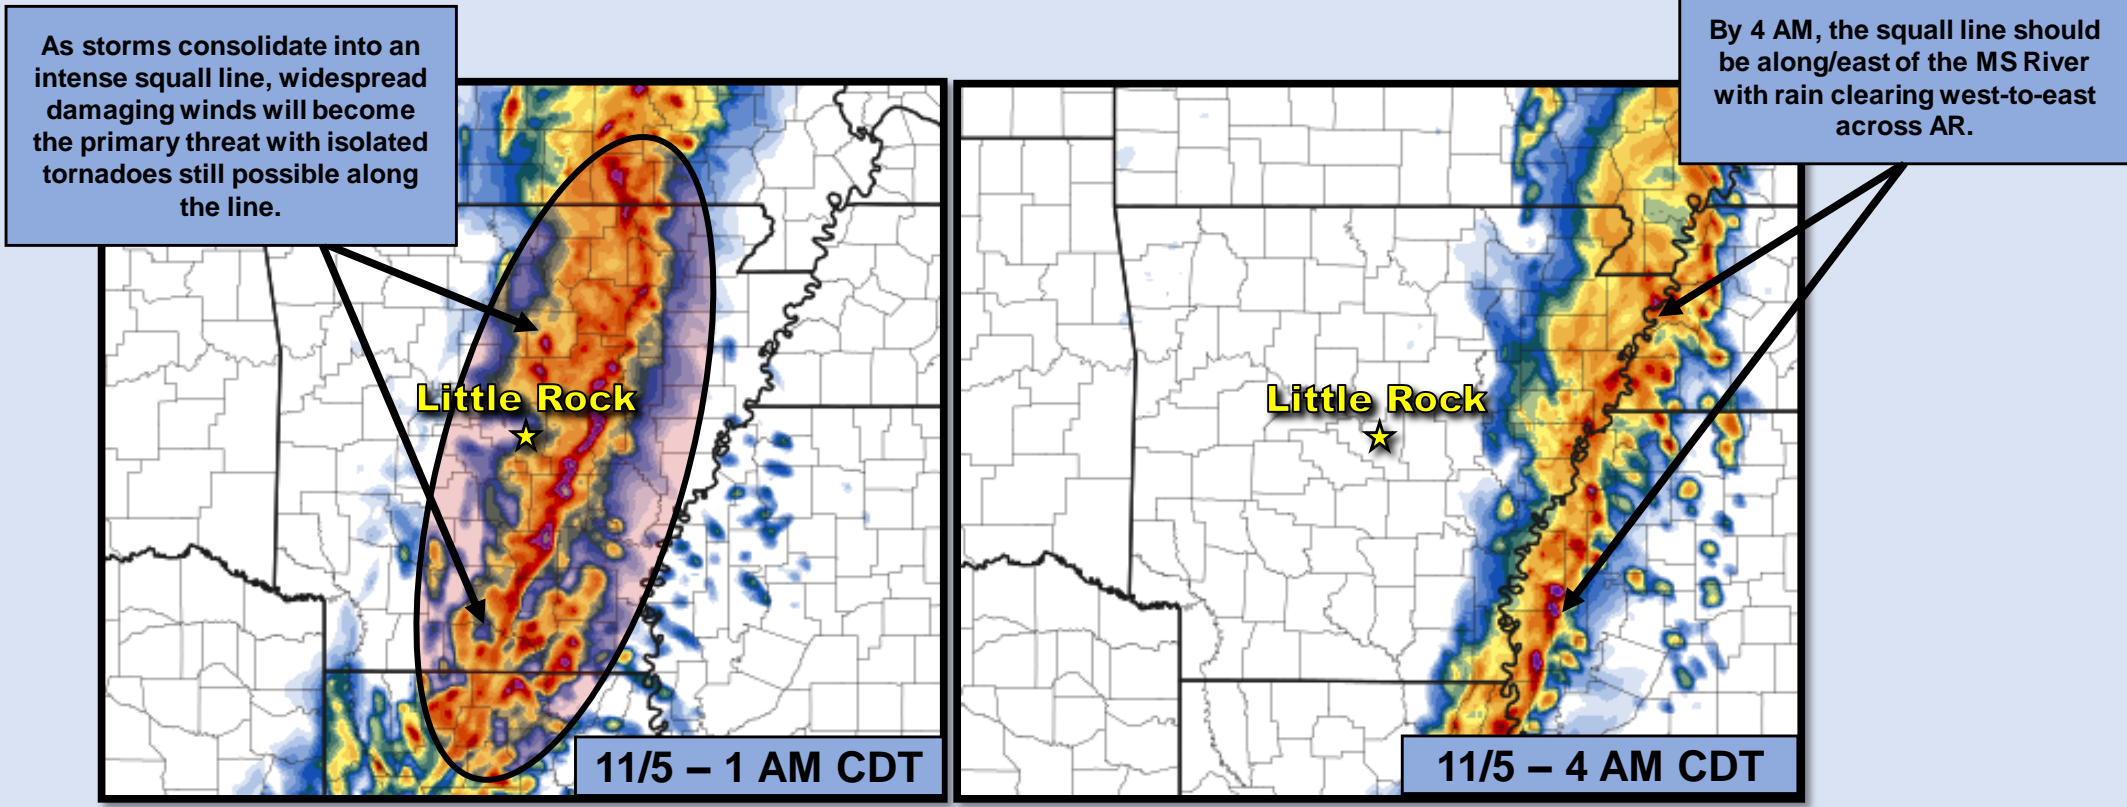 As storms consolidate into an
intense squall line, widespread
damaging winds will become
the primary threat with isolated
tornadoes still possible along
the line.
Little Rock
11/5 – 1 AM CDT
By 4 AM, the squall line should
be along/east of the MS River
with rain clearing west-to-east
across AR.
Little Rock
11/5 – 4 AM CDT